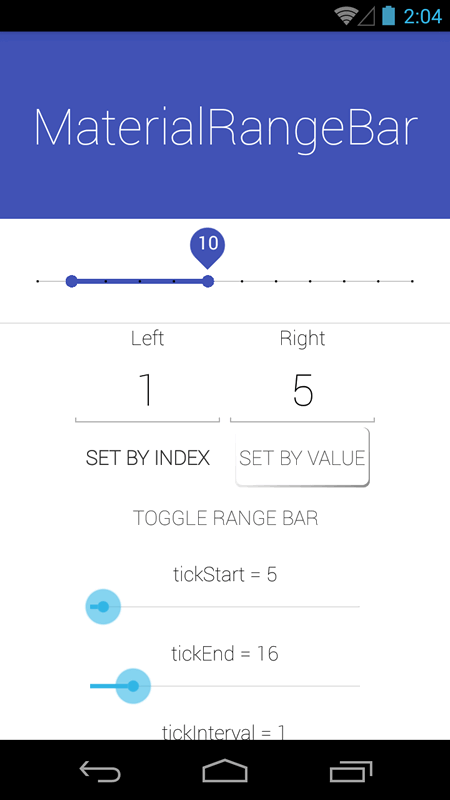 2:04
MaterialRangeBar
10
Left Right
1 5
SET BY INDEX SET BY VALUE
TOGGLE RANGE BAR
tickStart = 5
tickEnd = 16
tickInterval = 1